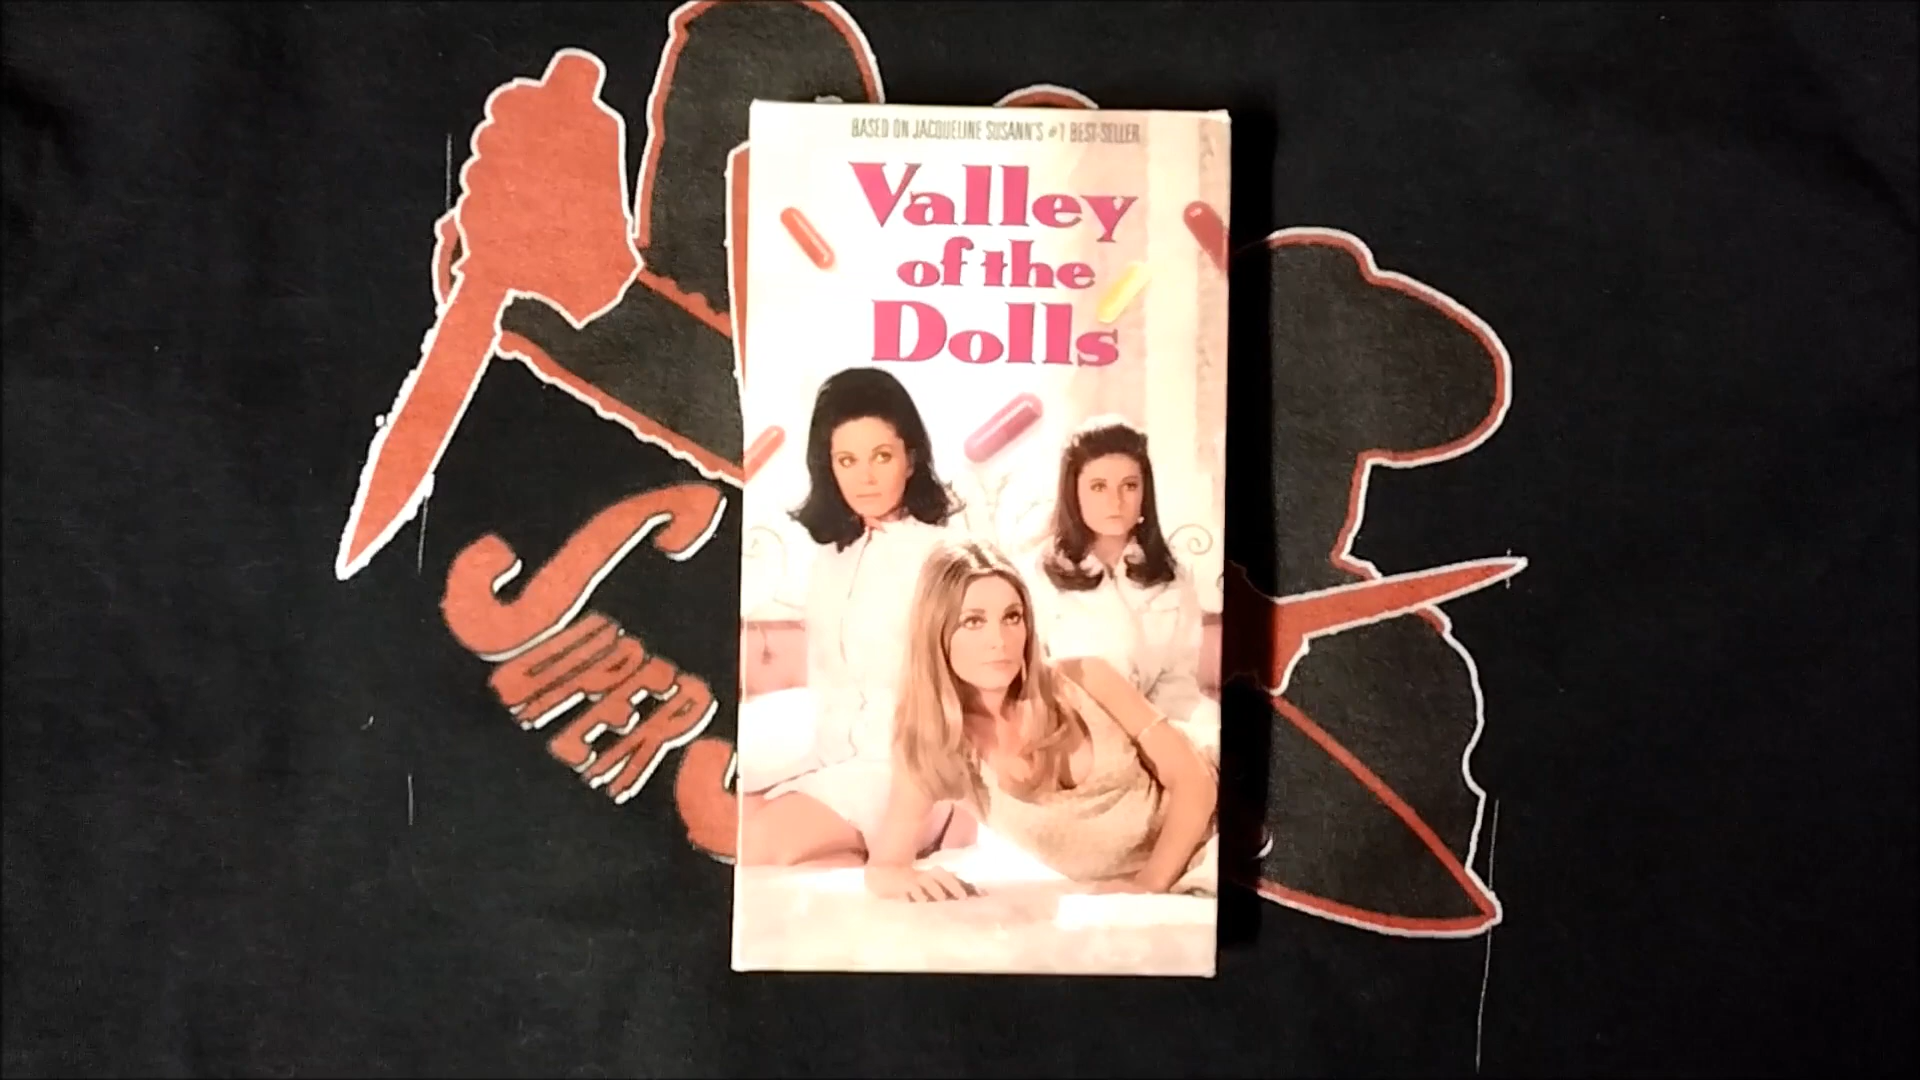 BASED ON JACQUELINE SUSANN'S #1 BEST-SELLER
Valley
of the
Dolls
SUPER